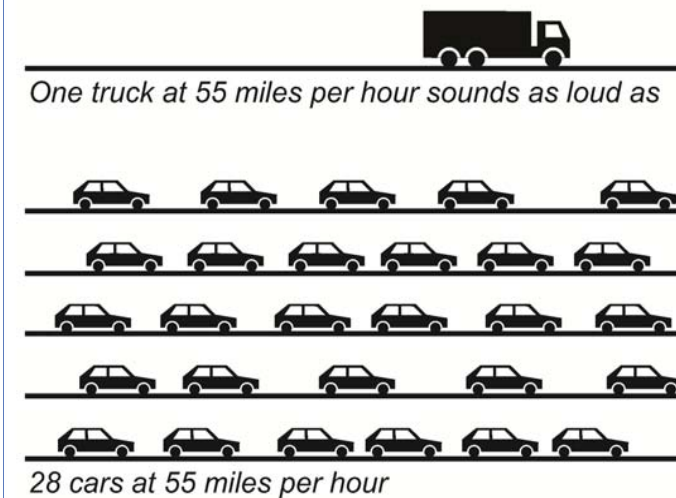 One truck at 55 miles per hour sounds as loud as
28 cars at 55 miles per hour